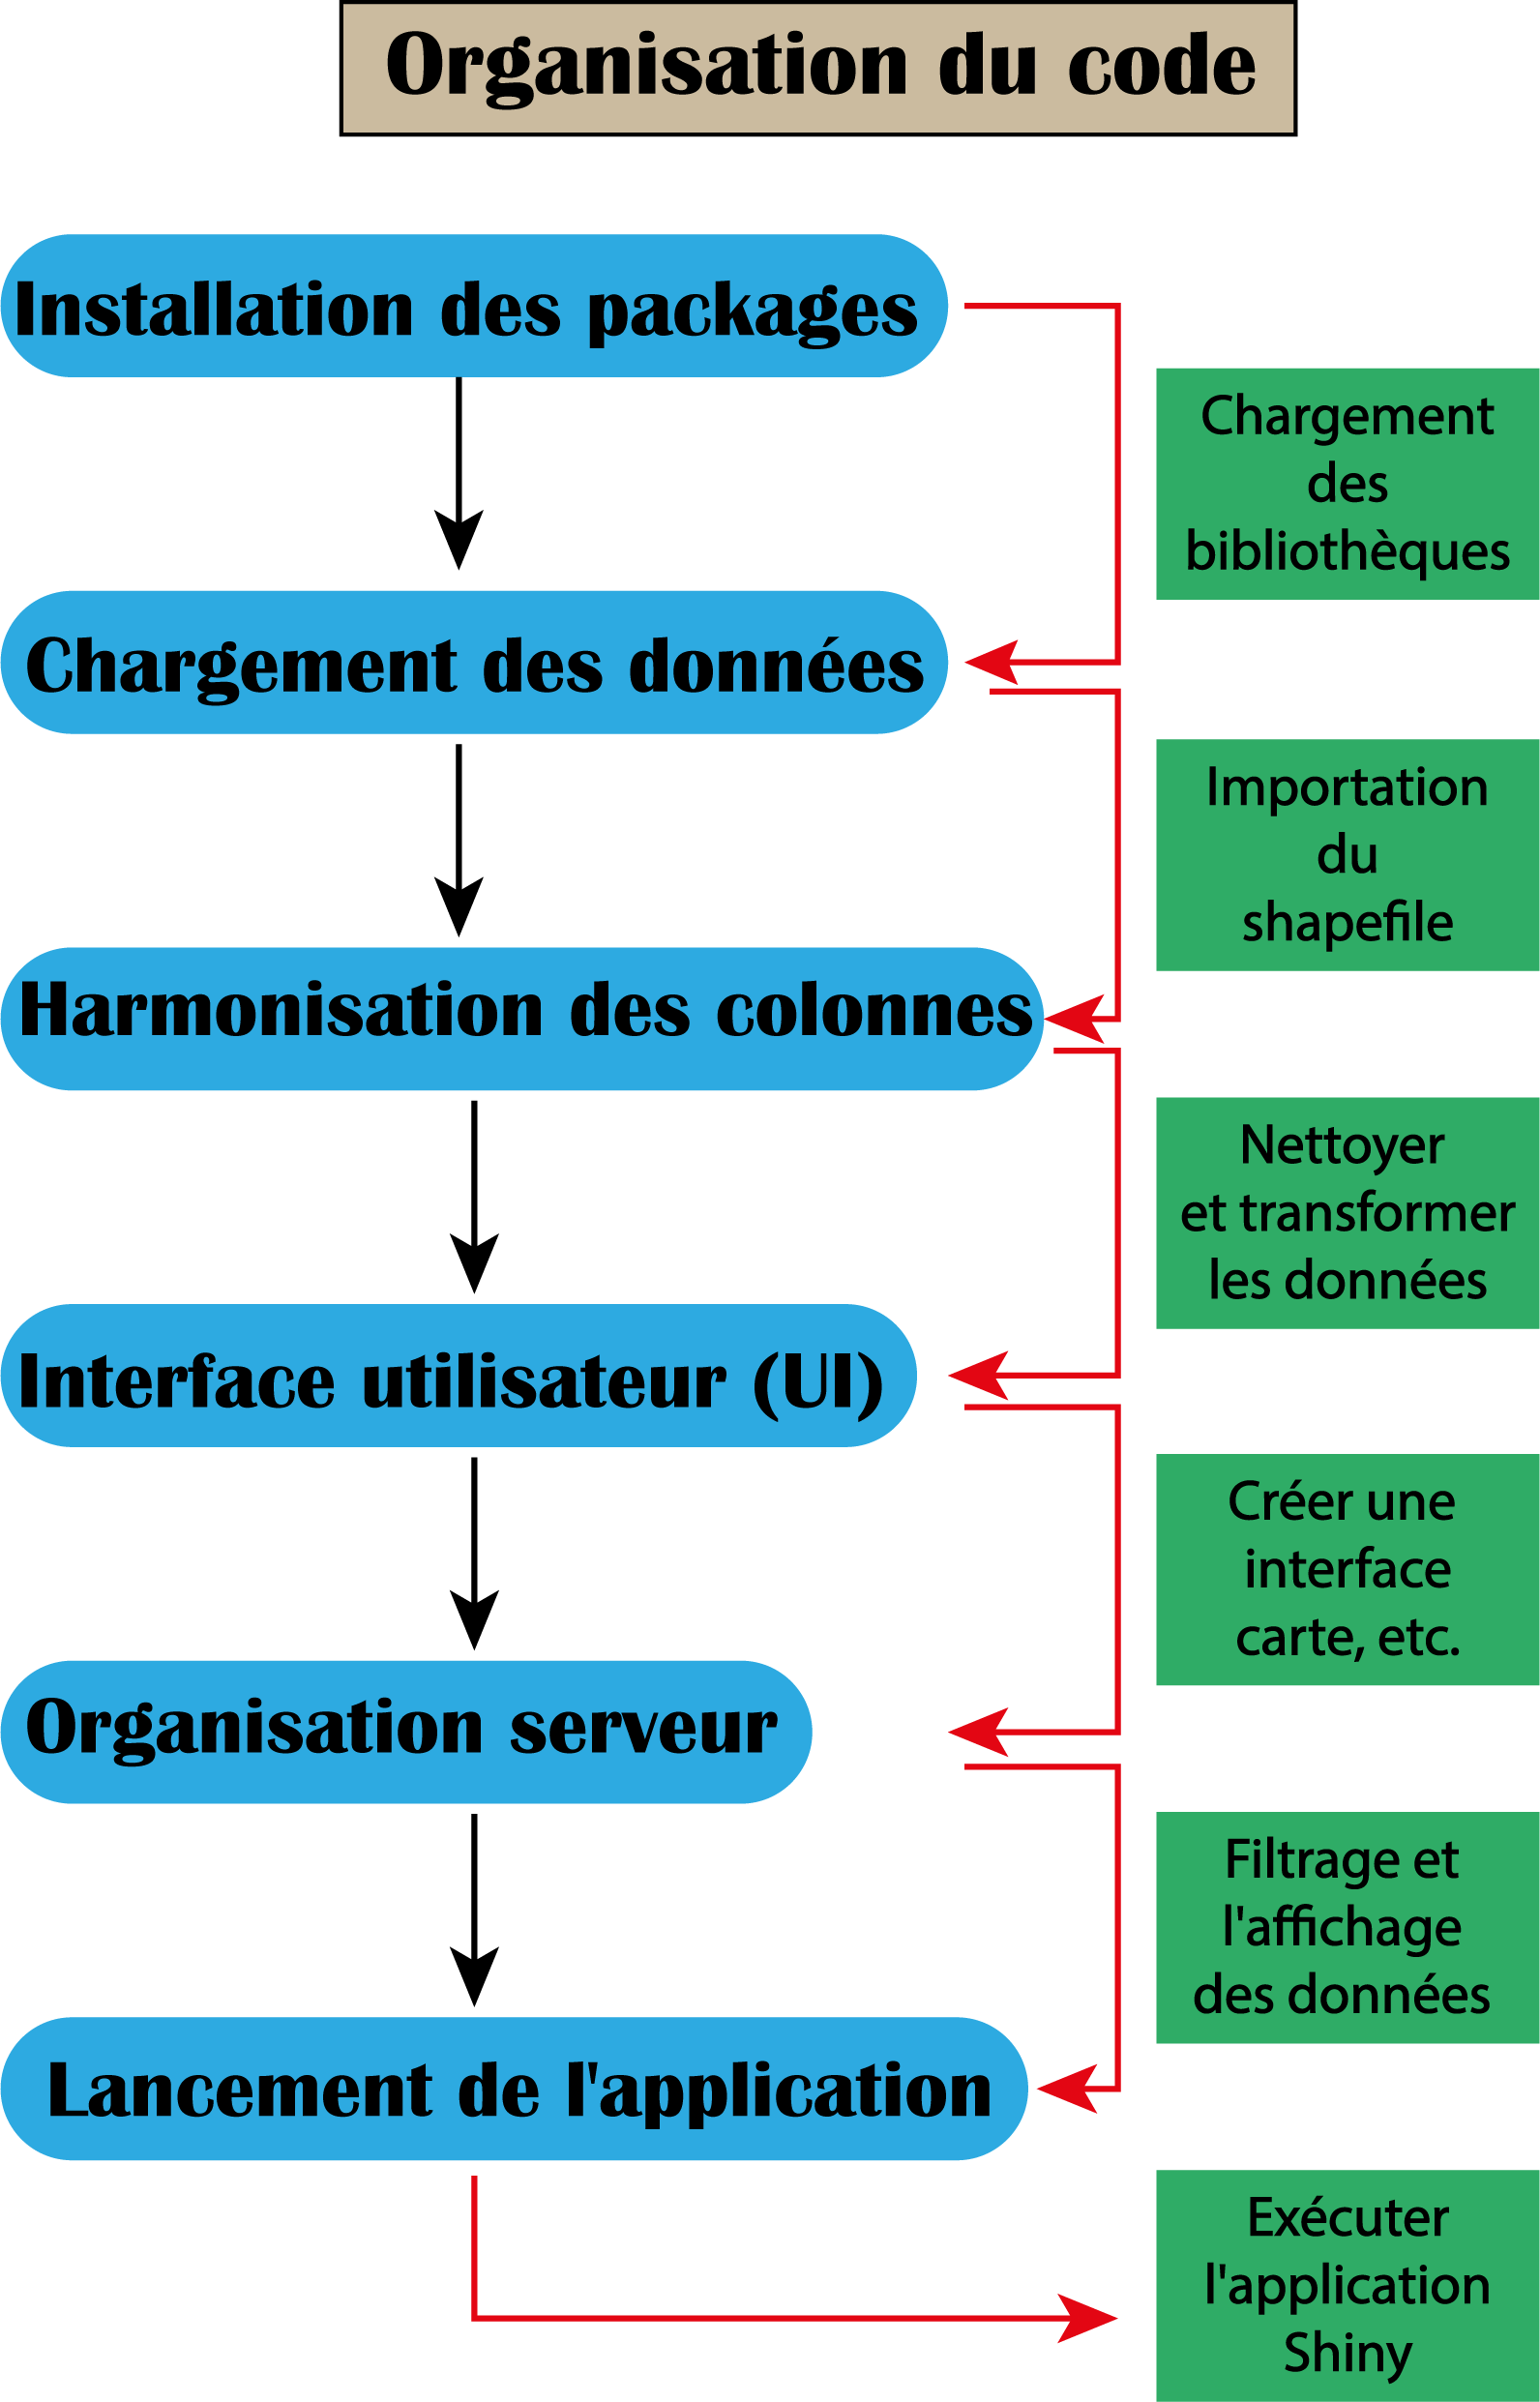 Organisation du code
Installation des packages
Chargement
des
bibliothèques
Chargement des données
Importation
du
shapefile
Harmonisation des colonnes
Nettoyer
et transformer
les données
Interface utilisateur (UI)
Créer une
interface
carte, etc.
Organisation serveur
Filtrage et
l'affichage
des données
Lancement de l'application
Exécuter
l'application
Shiny